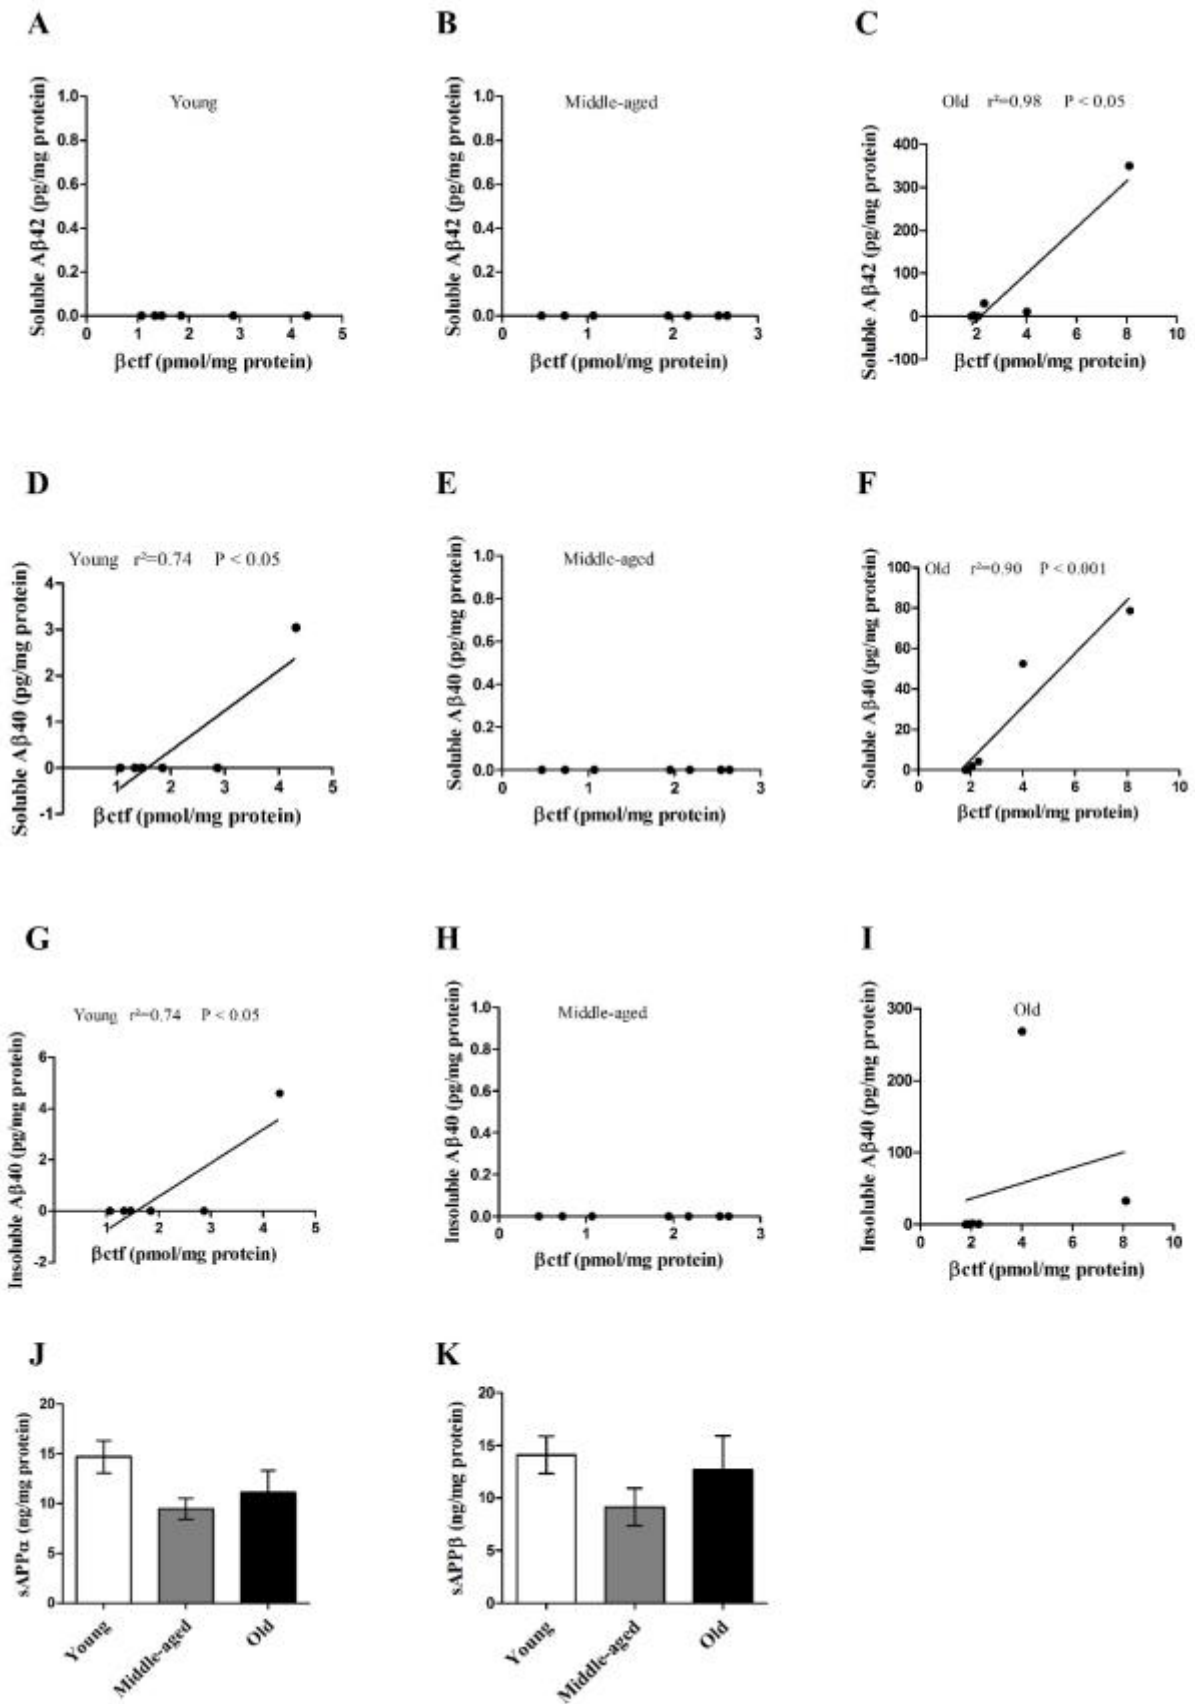 A
B
C
Young
Middle-aged
Old r²=0.98 P < 0.05
Soluble Aβ42 (pg/mg protein)
1.0
0.8
0.6
0.4
0.2
0.0
0 1 2 3 4 5
βctf (pmol/mg protein)
Soluble Aβ42 (pg/mg protein)
1.0
0.8
0.6
0.4
0.2
0.0
0 1 2 3
βctf (pmol/mg protein)
Soluble Aβ42 (pg/mg protein)
400
300
200
100
0
-100
2 4 6 8 10
βctf (pmol/mg protein)
D
E
F
Young r²=0.74 P < 0.05
Middle-aged
Old r²=0.90 P < 0.001
Soluble Aβ40 (pg/mg protein)
4
3
2
1
0
-1
1 2 3 4 5
βctf (pmol/mg protein)
Soluble Aβ40 (pg/mg protein)
1.0
0.8
0.6
0.4
0.2
0.0
0 1 2 3
βctf (pmol/mg protein)
Soluble Aβ40 (pg/mg protein)
100
80
60
40
20
0
0 2 4 6 8 10
βctf (pmol/mg protein)
G
H
I
Young r²=0.74 P < 0.05
Middle-aged
Old
Insoluble Aβ40 (pg/mg protein)
6
4
2
0
-2
1 2 3 4 5
βctf (pmol/mg protein)
Insoluble Aβ40 (pg/mg protein)
1.0
0.8
0.6
0.4
0.2
0.0
0 1 2 3
βctf (pmol/mg protein)
Insoluble Aβ40 (pg/mg protein)
300
200
100
0
0 2 4 6 8 10
βctf (pmol/mg protein)
J
K
sAPPα (ng/mg protein)
20
15
10
5
0
Young
Middle-aged
Old
sAPPβ (ng/mg protein)
20
15
10
5
0
Young
Middle-aged
Old